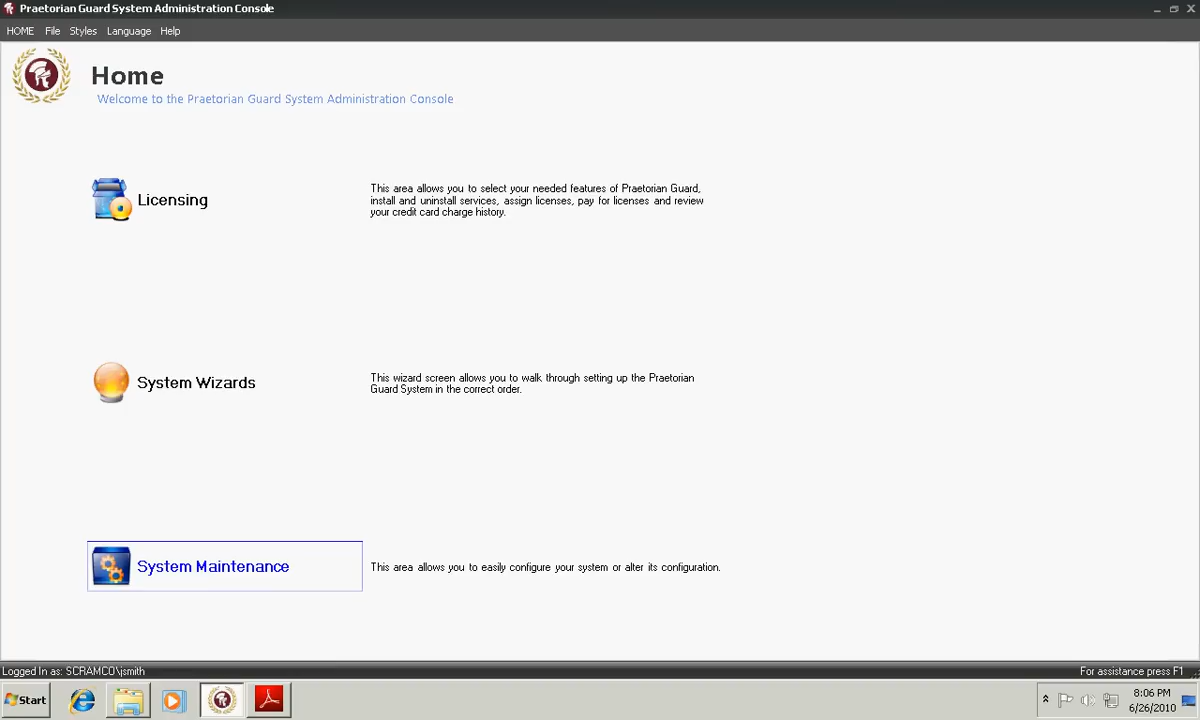 Praetorian Guard System Administration Console
HOME File Styles Language Help
Home
Welcome to the Praetorian Guard System Administration Console
Licensing
This area allows you to select your needed features of Praetorian Guard,
install and uninstall services, assign licenses, pay for licenses and review
your credit card charge history.
System Wizards
This wizard screen allows you to walk through setting up the Praetorian
Guard System in the correct order.
System Maintenance
This area allows you to easily configure your system or alter its configuration.
Logged In as: SCRAMCO\jsmith
For assistance press F1
Start
8:06 PM
6/26/2010